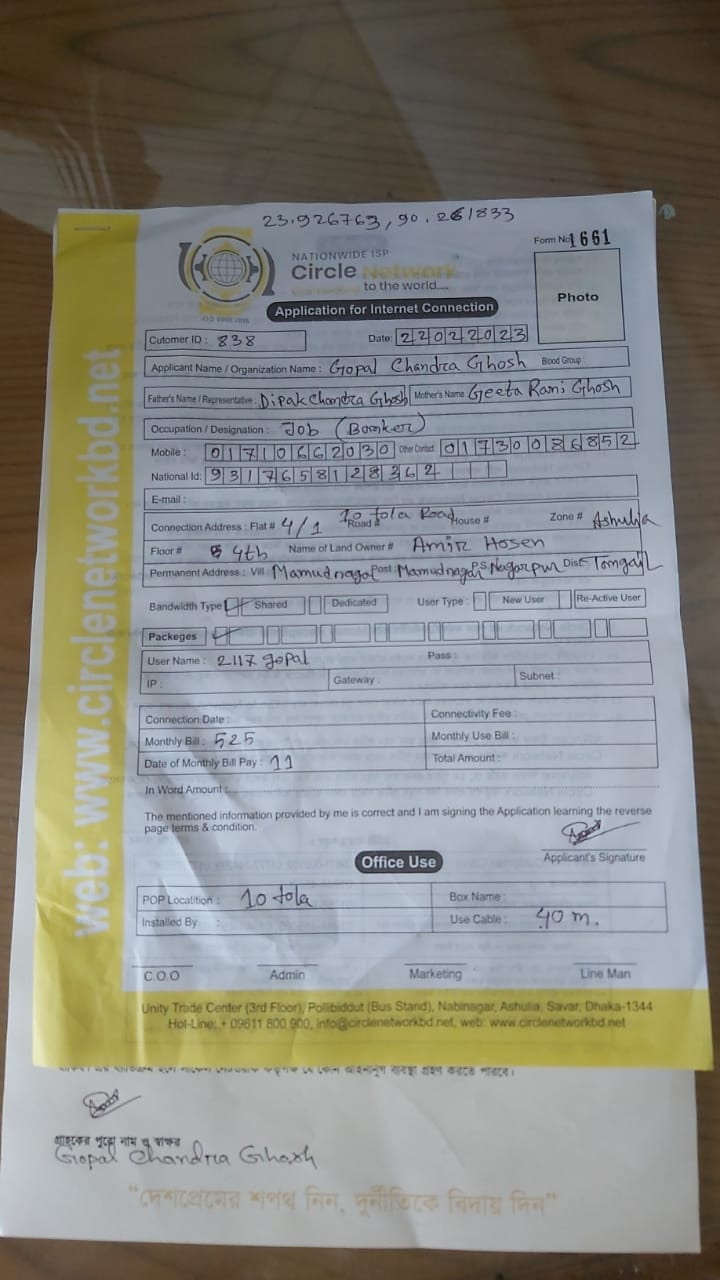 23.926763, 90.261833
NATIONWIDE ISP
Form No 1661
Circle Network
to the world....
ISO 9001:2015
Photo
Application for Internet Connection
Cutomer ID : 838
Date: 22022023
Applicant Name / Organization Name : Gopal Chandra Ghosh Blood Group :
Father's Name / Representative : Dipak Chandra Ghosh Mother's Name Geeta Rani Ghosh
Occupation / Designation : Job (Banker)
Mobile : 01710662030 Other Contact 01730086852
National Id: 9317658128362
E-mail :
Connection Address : Flat # 4/1 Road # 10 tola Road House # Zone # Ashulia
Floor # 4th Name of Land Owner # Amir Hosen
Permanent Address : Vill Mamudnagar Post Mamudnagar P.S Nagarpur Dist- Tangail
Bandwidth Type Shared Dedicated User Type : New User Re-Active User
Packeges
User Name : 2117 gopal Pass :
IP : Gateway : Subnet :
Connection Date : Connectivity Fee :
Monthly Bill : 525 Monthly Use Bill :
Date of Monthly Bill Pay : 11 Total Amount :
In Word Amount :
The mentioned information provided by me is correct and I am signing the Application learning the reverse
page terms & condition.
Applicant's Signature
Office Use
POP Locatition : 10 tola Box Name :
Installed By : Use Cable : 40 m.
C.O.O Admin Marketing Line Man
Unity Trade Center (3rd Floor), Pollibiddut (Bus Stand), Nabinagar, Ashulia, Savar, Dhaka-1344
Hot-Line: + 09611 800 900, info@circlenetworkbd.net, web: www.circlenetworkbd.net
web: www.circlenetworkbd.net
গ্রাহকের পুরো নাম ও স্বাক্ষর
Gopal Chandra Ghosh
“দেশপ্রেমের শপথ নিন, দুর্নীতিকে বিদায় দিন”